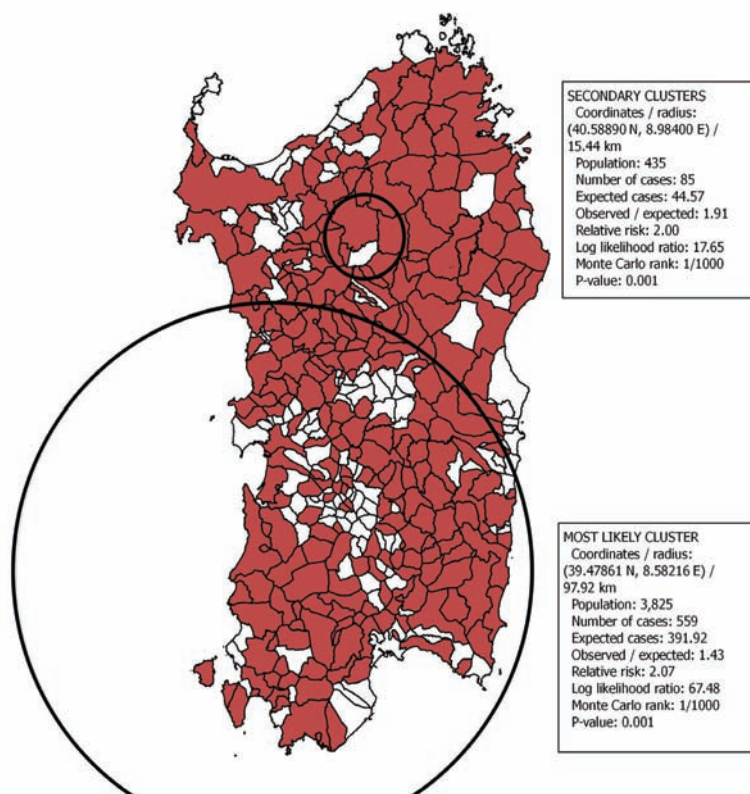 SECONDARY CLUSTERS
Coordinates / radius:
(40.58890 N, 8.98400 E) /
15.44 km
Population: 435
Number of cases: 85
Expected cases: 44.57
Observed / expected: 1.91
Relative risk: 2.00
Log likelihood ratio: 17.65
Monte Carlo rank: 1/1000
P-value: 0.001
MOST LIKELY CLUSTER
Coordinates / radius:
(39.47861 N, 8.58216 E) /
97.92 km
Population: 3,825
Number of cases: 559
Expected cases: 391.92
Observed / expected: 1.43
Relative risk: 2.07
Log likelihood ratio: 67.48
Monte Carlo rank: 1/1000
P-value: 0.001